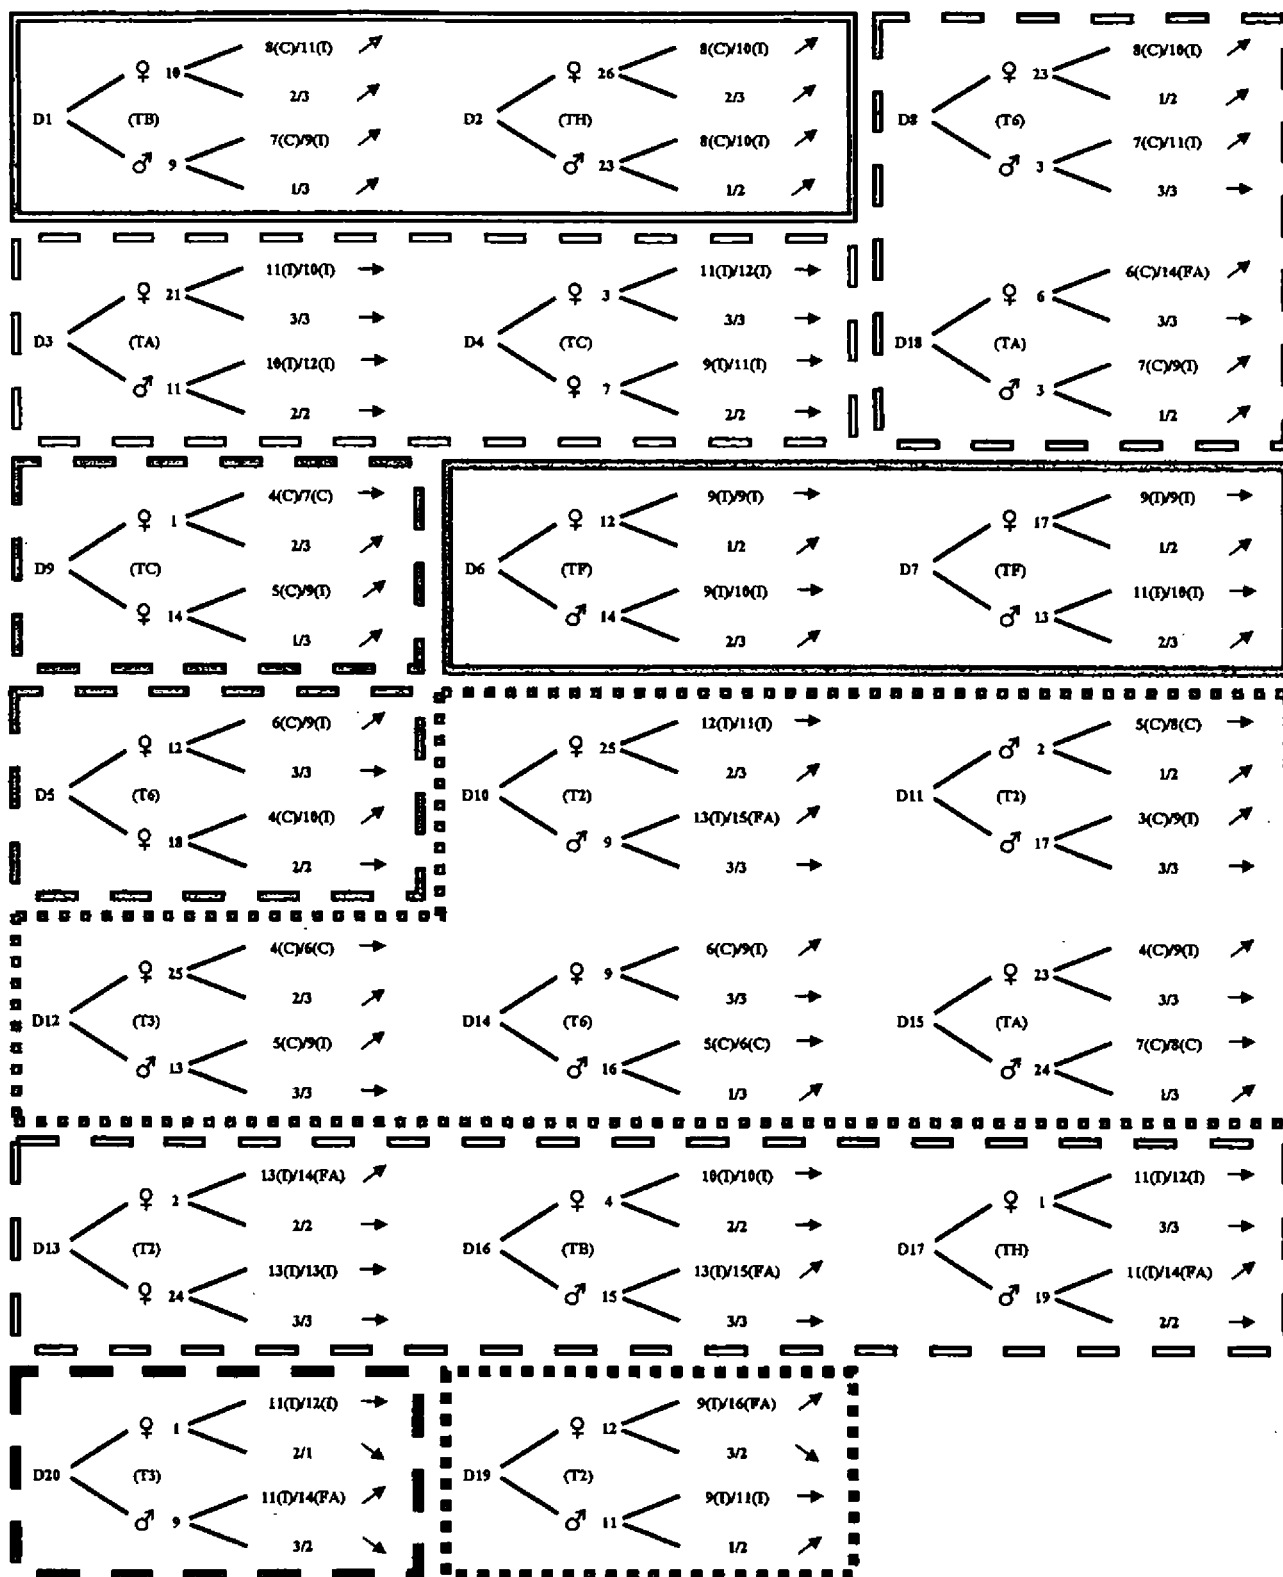 8(C)/11(I) 8(C)/10(I) 8(C)/10(I)
♀ 10 ♀ 26 ♀ 23
2/3 2/3 1/2
D1 (TB) D2 (TH) D8 (T6)
7(C)/9(I) 8(C)/10(I) 7(C)/11(I)
♂ 9 ♂ 23 ♂ 3
1/3 1/2 3/3
11(I)/10(I) 11(I)/12(I) 6(C)/14(FA)
♀ 21 ♀ 3 ♀ 6
3/3 3/3 3/3
D3 (TA) D4 (TC) D18 (TA)
10(I)/12(I) 9(I)/11(I) 7(C)/9(I)
♂ 11 ♀ 7 ♂ 3
2/2 2/2 1/2
4(C)/7(C) 9(I)/9(I) 9(I)/9(I)
♀ 1 ♀ 12 ♀ 17
2/3 1/2 1/2
D9 (TC) D6 (TF) D7 (TF)
5(C)/9(I) 9(I)/10(I) 11(I)/10(I)
♀ 14 ♂ 14 ♂ 13
1/3 2/3 2/3
6(C)/9(I) 12(I)/11(I) 5(C)/8(C)
♀ 12 ♀ 25 ♂ 2
3/3 2/3 1/2
D5 (T6) D10 (T2) D11 (T2)
4(C)/10(I) 13(I)/15(FA) 3(C)/9(I)
♀ 18 ♂ 9 ♂ 17
2/2 3/3 3/3
4(C)/6(C) 6(C)/9(I) 4(C)/9(I)
♀ 25 ♀ 9 ♀ 23
2/3 3/3 3/3
D12 (T3) D14 (T6) D15 (TA)
5(C)/9(I) 5(C)/6(C) 7(C)/8(C)
♂ 13 ♂ 16 ♂ 24
3/3 1/3 1/3
13(I)/14(FA) 10(I)/10(I) 11(I)/12(I)
♀ 2 ♀ 4 ♀ 1
2/2 2/2 3/3
D13 (T2) D16 (TB) D17 (TH)
13(I)/13(I) 13(I)/15(FA) 11(I)/14(FA)
♀ 24 ♂ 15 ♂ 19
3/3 3/3 2/2
11(I)/12(I) 9(I)/16(FA)
♀ 1 ♀ 12
2/1 3/2
D20 (T3) D19 (T2)
11(I)/14(FA) 9(I)/11(I)
♂ 9 ♂ 11
3/2 1/2